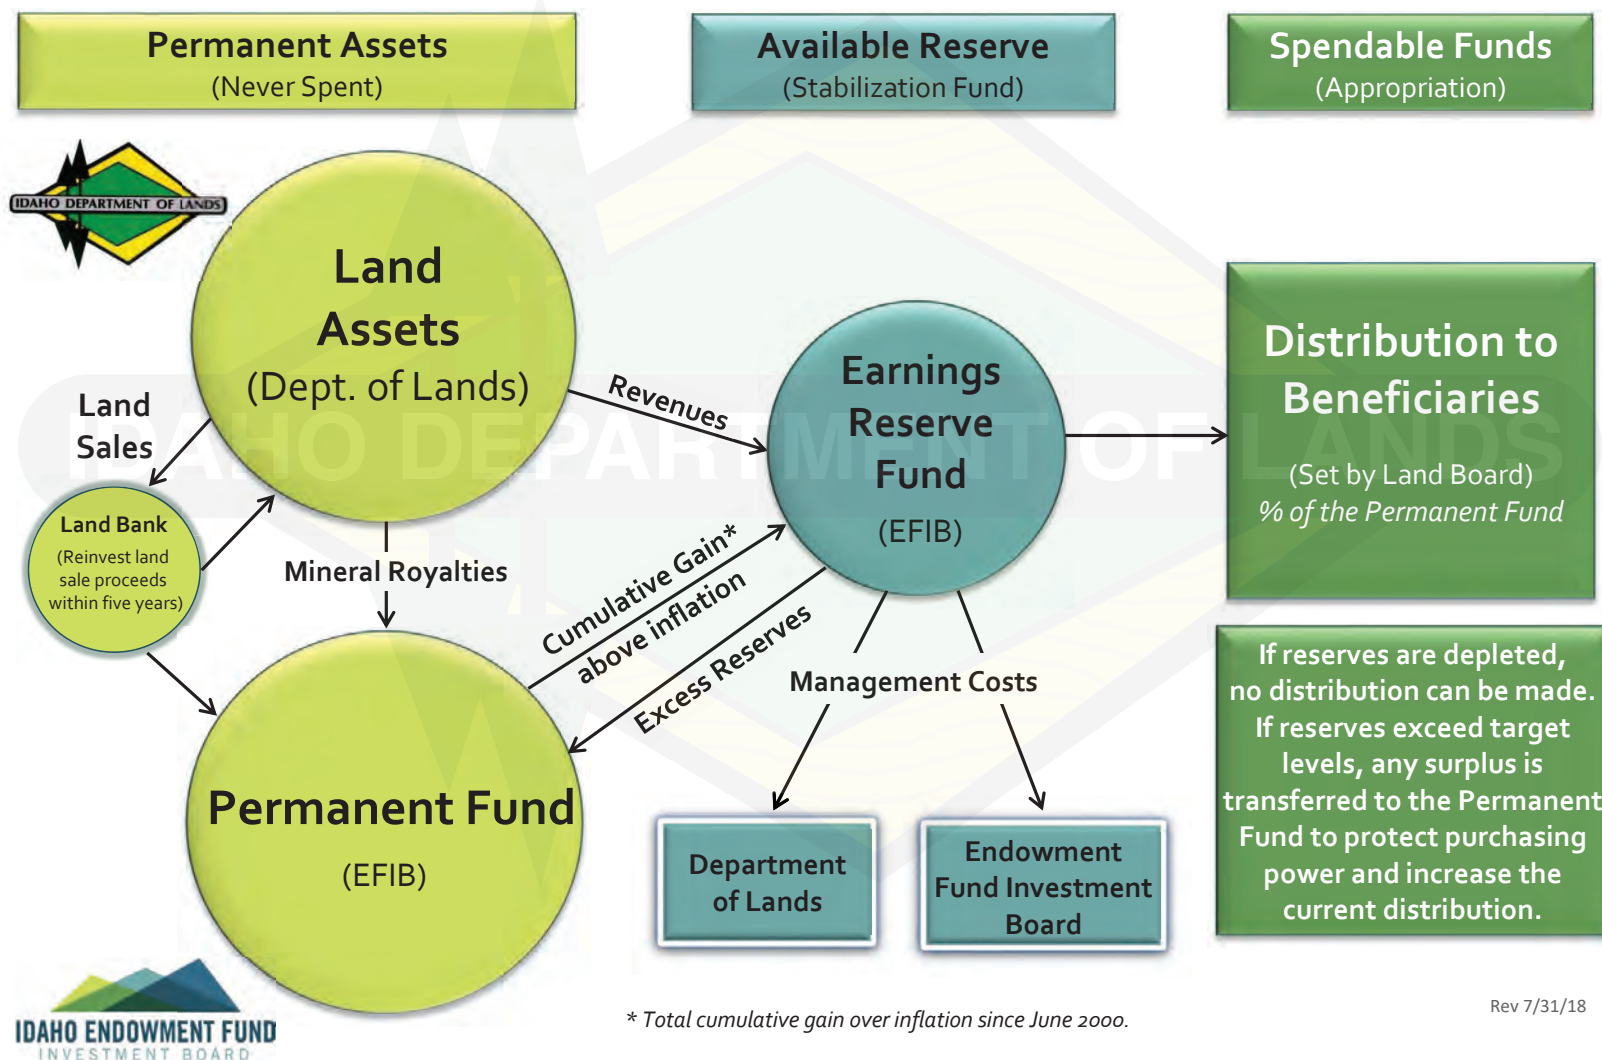 Permanent Assets
(Never Spent)
Available Reserve
(Stabilization Fund)
Spendable Funds
(Appropriation)
IDAHO DEPARTMENT OF LANDS
Land
Assets
(Dept. of Lands)
Land
Sales
Land Bank
(Reinvest land
sale proceeds
within five years)
Revenues
Mineral Royalties
Earnings
Reserve
Fund
(EFIB)
Distribution to
Beneficiaries
(Set by Land Board)
% of the Permanent Fund
IDAHO DEPARTMENT OF LANDS
Cumulative Gain*
above inflation
Excess Reserves
Management Costs
Permanent Fund
(EFIB)
Department
of Lands
Endowment
Fund Investment
Board
If reserves are depleted,
no distribution can be made.
If reserves exceed target
levels, any surplus is
transferred to the Permanent
Fund to protect purchasing
power and increase the
current distribution.
IDAHO ENDOWMENT FUND
INVESTMENT BOARD
* Total cumulative gain over inflation since June 2000.
Rev 7/31/18